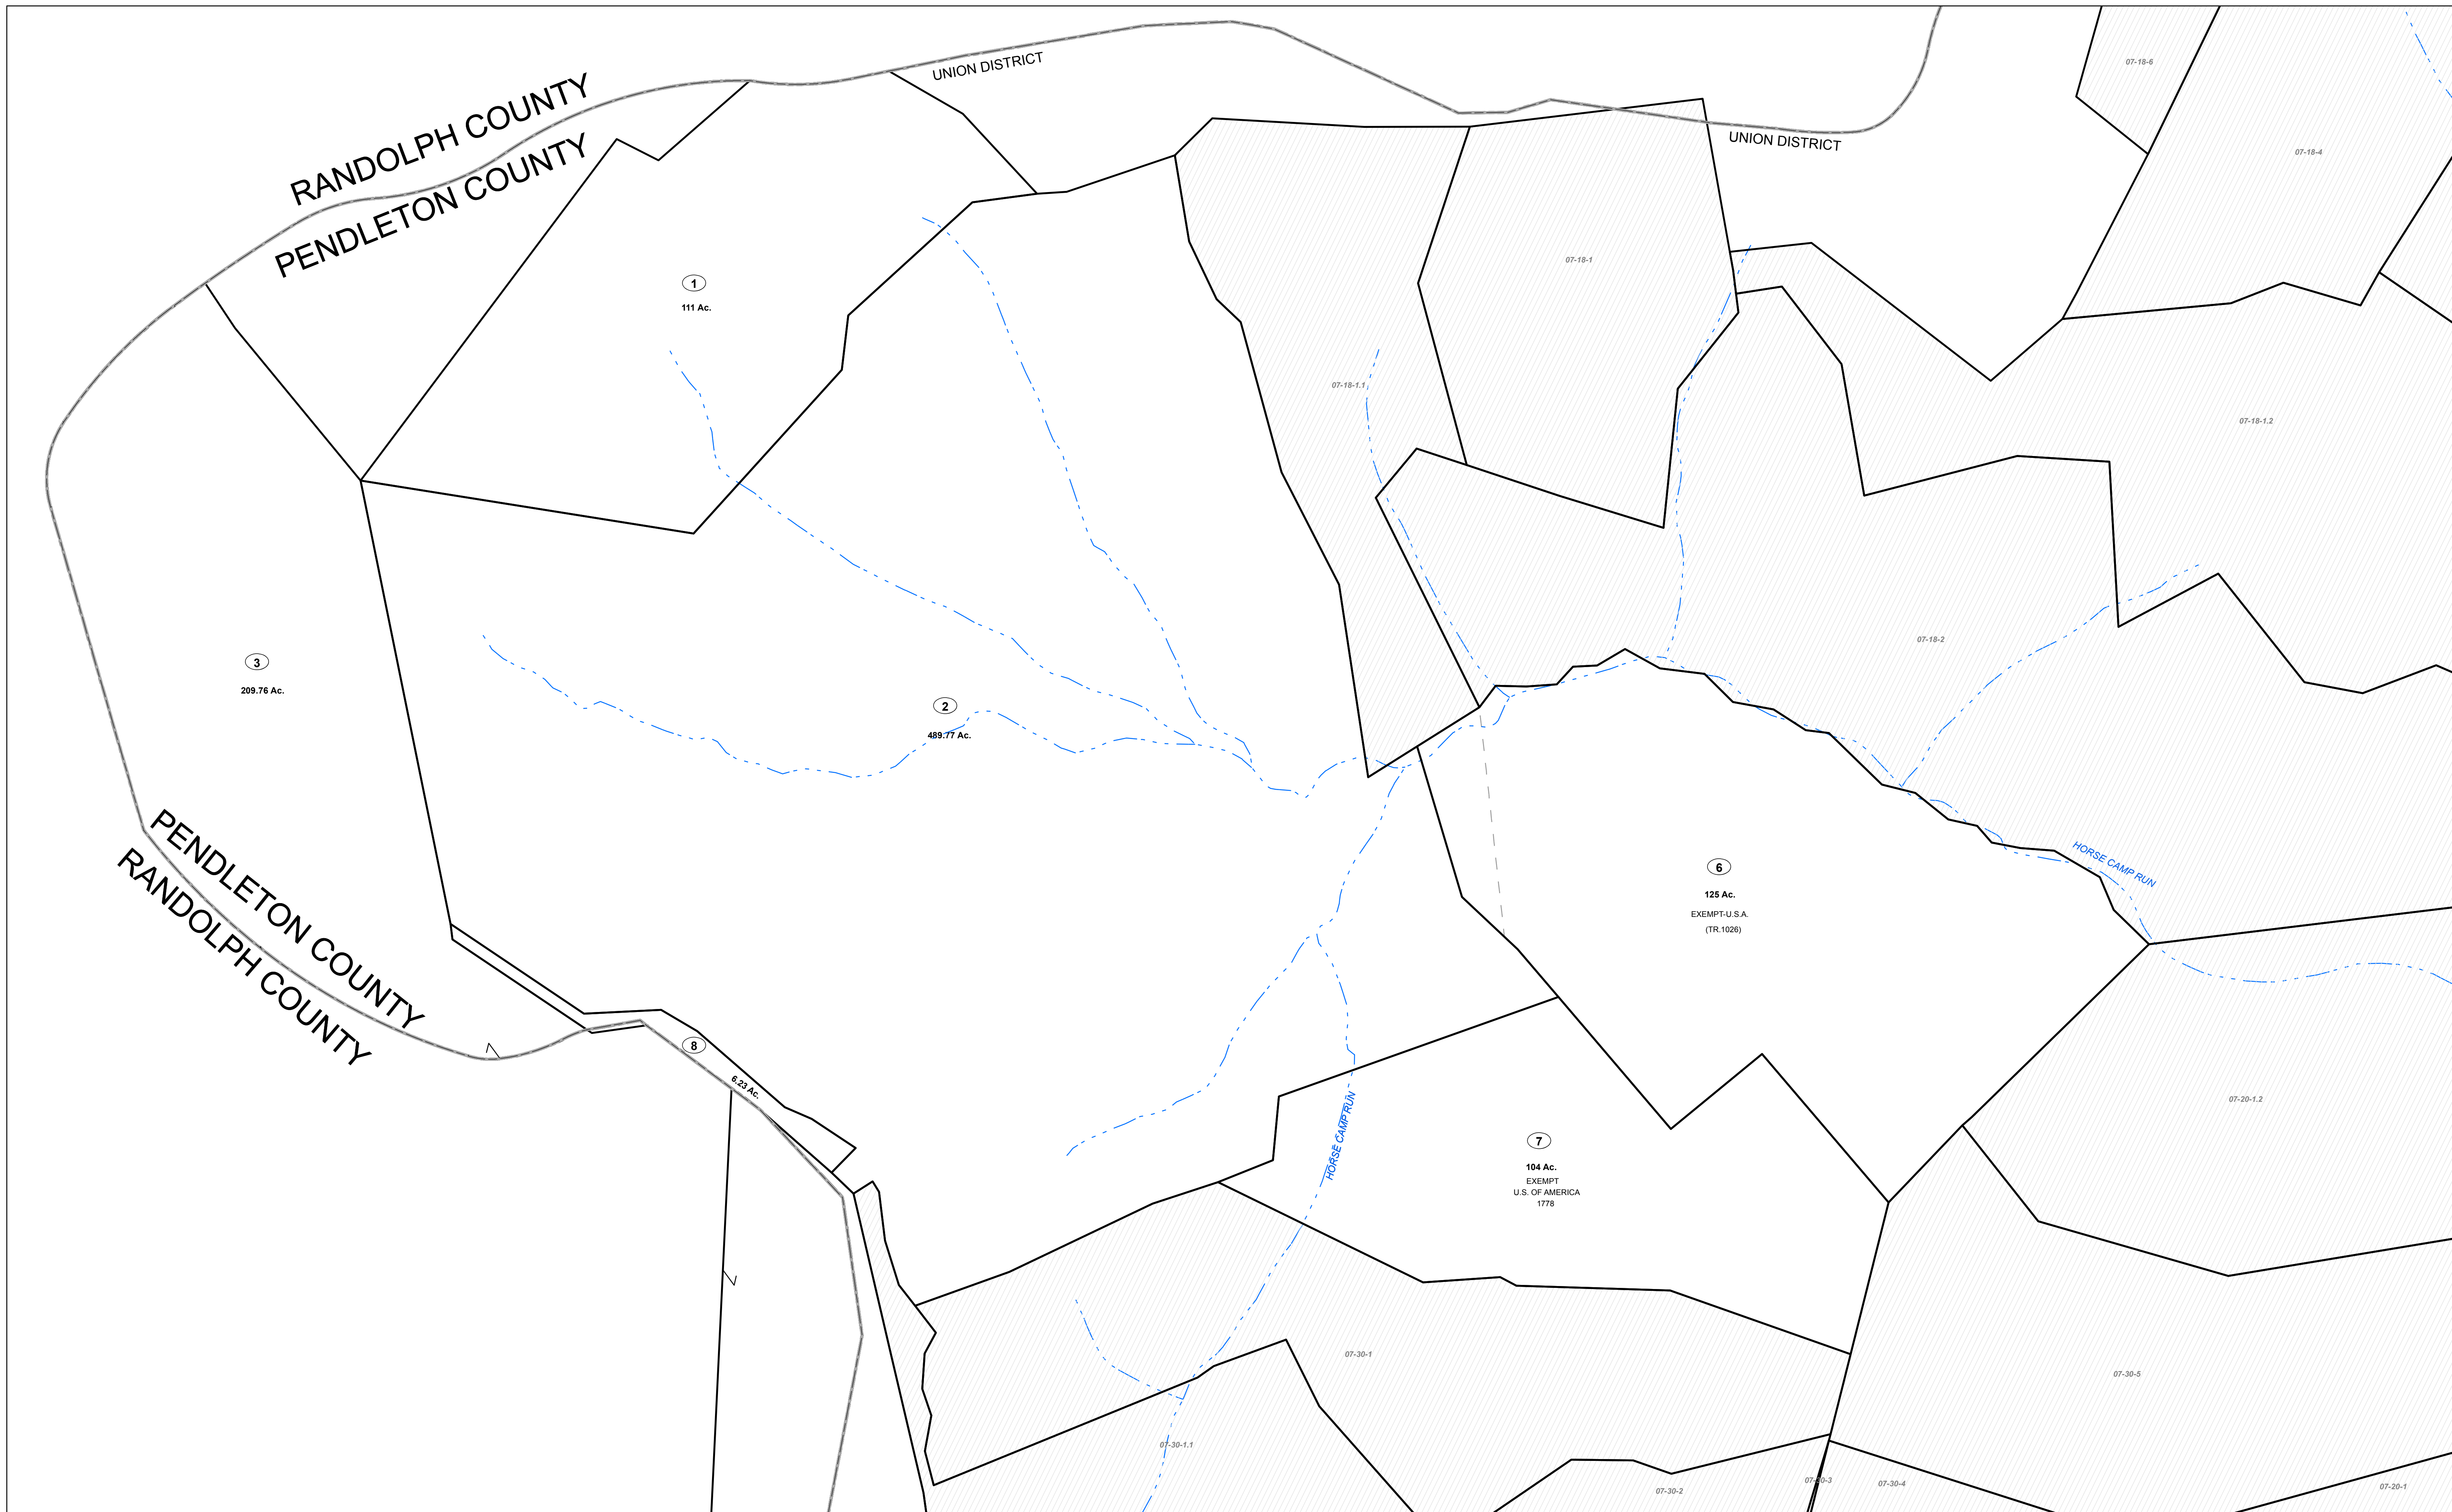 UNION DISTRICT
07-18-6
RANDOLPH COUNTY
PENDLETON COUNTY
UNION DISTRICT
07-18-4
07-18-1
1
111 Ac.
07-18-1.1
07-18-1.2
07-18-2
3
209.76 Ac.
2
489.77 Ac.
PENDLETON COUNTY
RANDOLPH COUNTY
HORSE CAMP RUN
6
125 Ac.
EXEMPT-U.S.A.
(TR.1026)
8
6.23 Ac.
07-20-1.2
HORSE CAMP RUN
7
104 Ac.
EXEMPT
U.S. OF AMERICA
1778
07-30-1
07-30-5
07-30-1.1
07-30-2
07-30-3
07-30-4
07-20-1